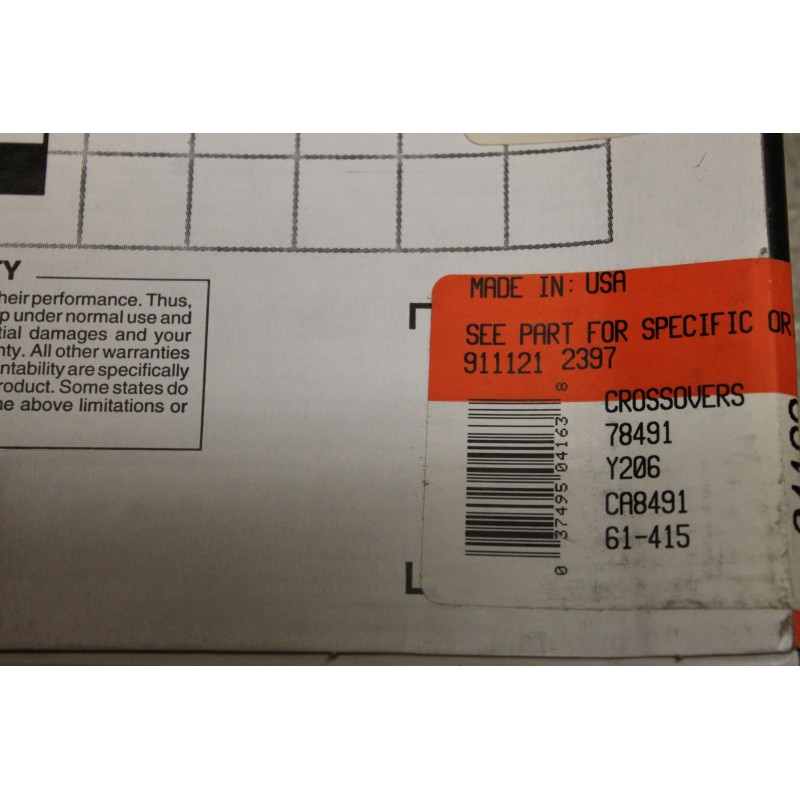 TY
heir performance. Thus,
p under normal use and
tial damages and your
nty. All other warranties
ntability are specifically
roduct. Some states do
e above limitations or
MADE IN: USA
SEE PART FOR SPECIFIC OR
911121 2397
CROSSOVERS
78491
Y206
CA8491
61-415
0 37495 04163 8